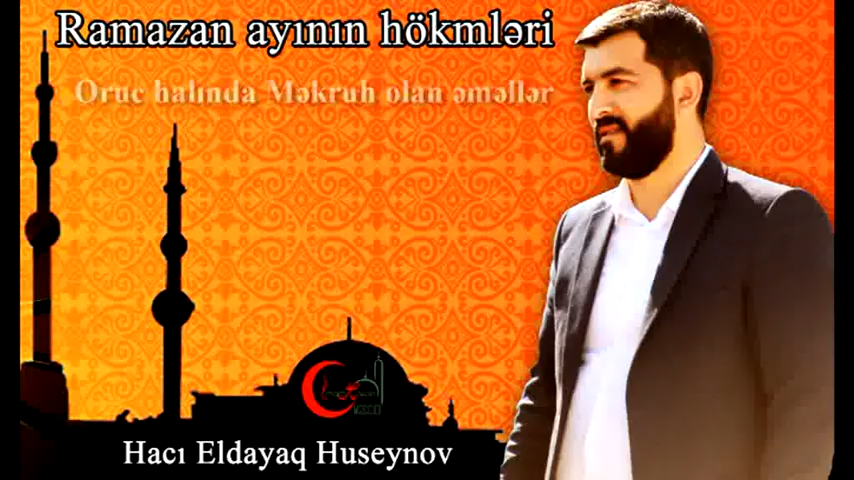 Ramazan ayının hökmləri
Oruc halında Məkruh olan əməllər
Hacı Eldayaq Huseynov